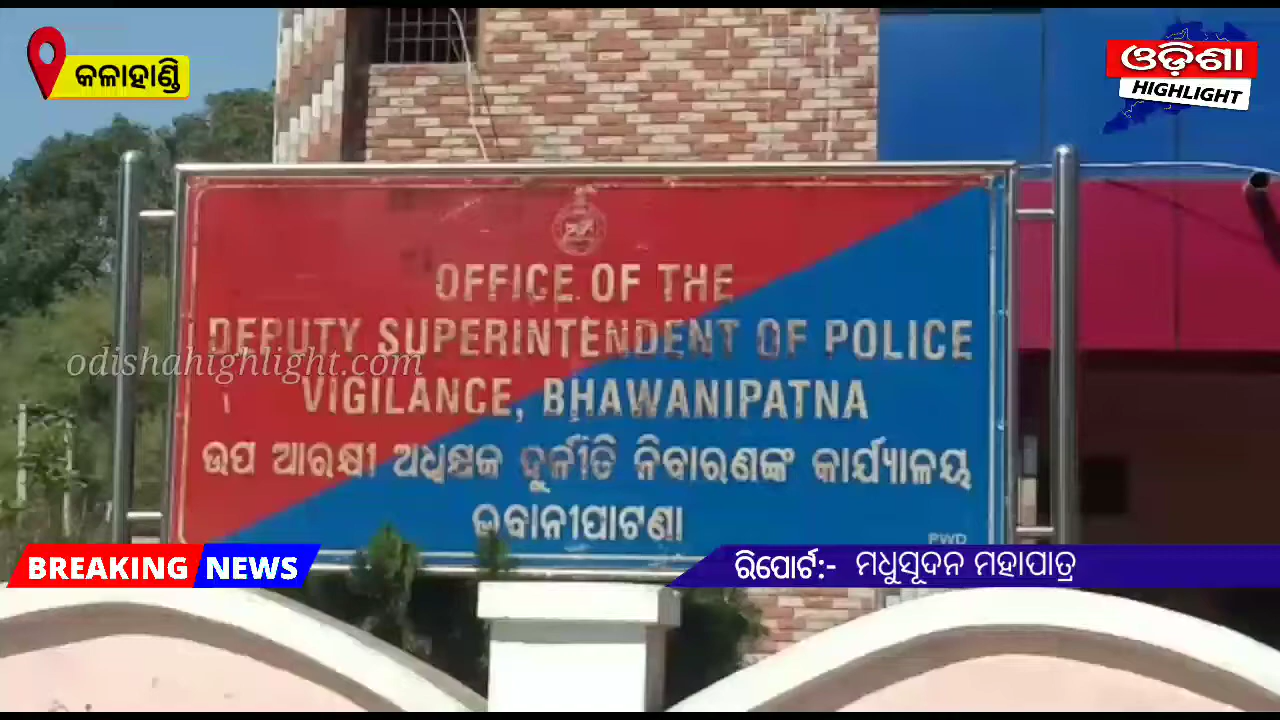 କଳାହାଣ୍ଡି
ଓଡ଼ିଶା
HIGHLIGHT
OFFICE OF THE
DEPUTY SUPERINTENDENT OF POLICE
odishahighlight.com
VIGILANCE, BHAWANIPATNA
ଉପ ଆରକ୍ଷୀ ଅଧିକ୍ଷକ ଦୁର୍ନୀତି ନିବାରଣଙ୍କ କାର୍ଯ୍ୟାଳୟ
ଭବାନୀପାଟଣା
PWD
BREAKING NEWS
ରିପୋର୍ଟ:- ମଧୁସୂଦନ ମହାପାତ୍ର